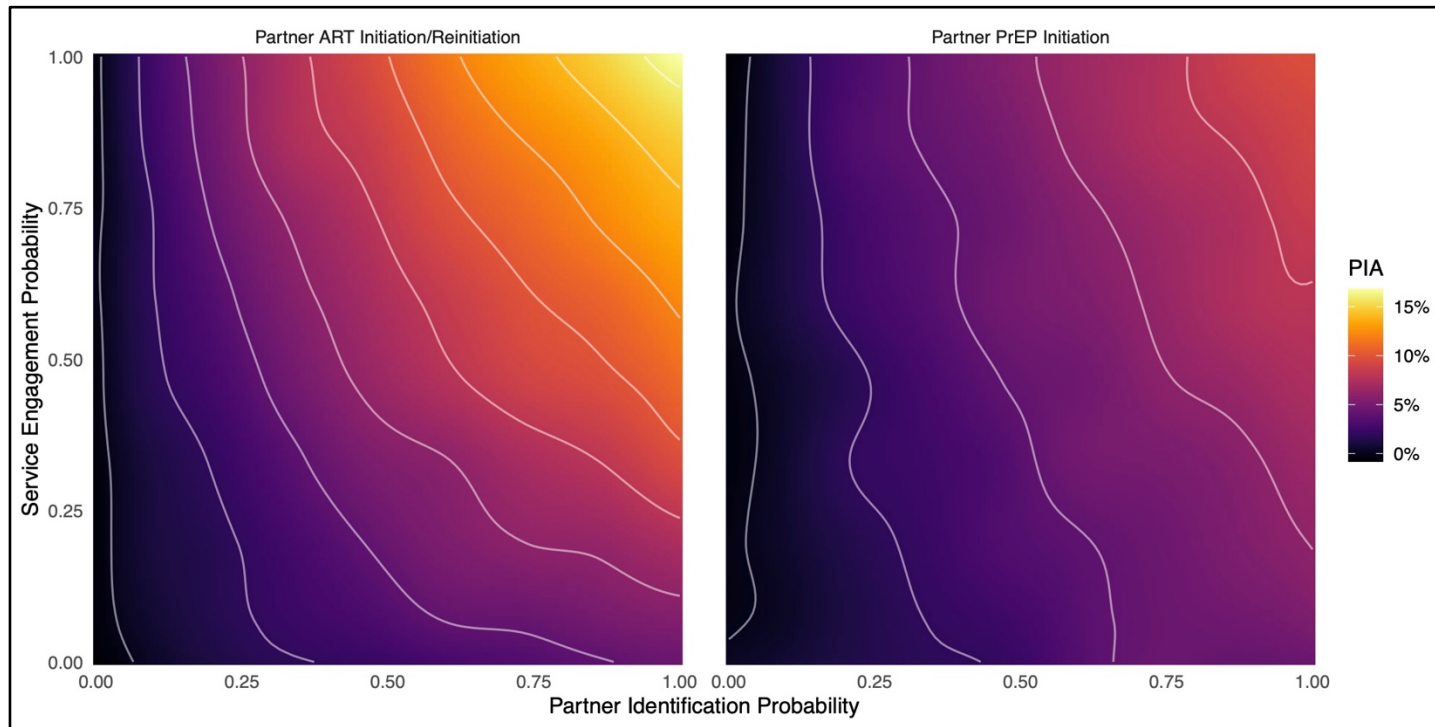 Partner ART Initiation/Reinitiation
Partner PrEP Initiation
Service Engagement Probability
1.00
0.75
0.50
0.25
0.00
0.00 0.25 0.50 0.75 1.00
0.00 0.25 0.50 0.75 1.00
Partner Identification Probability
PIA
15%
10%
5%
0%